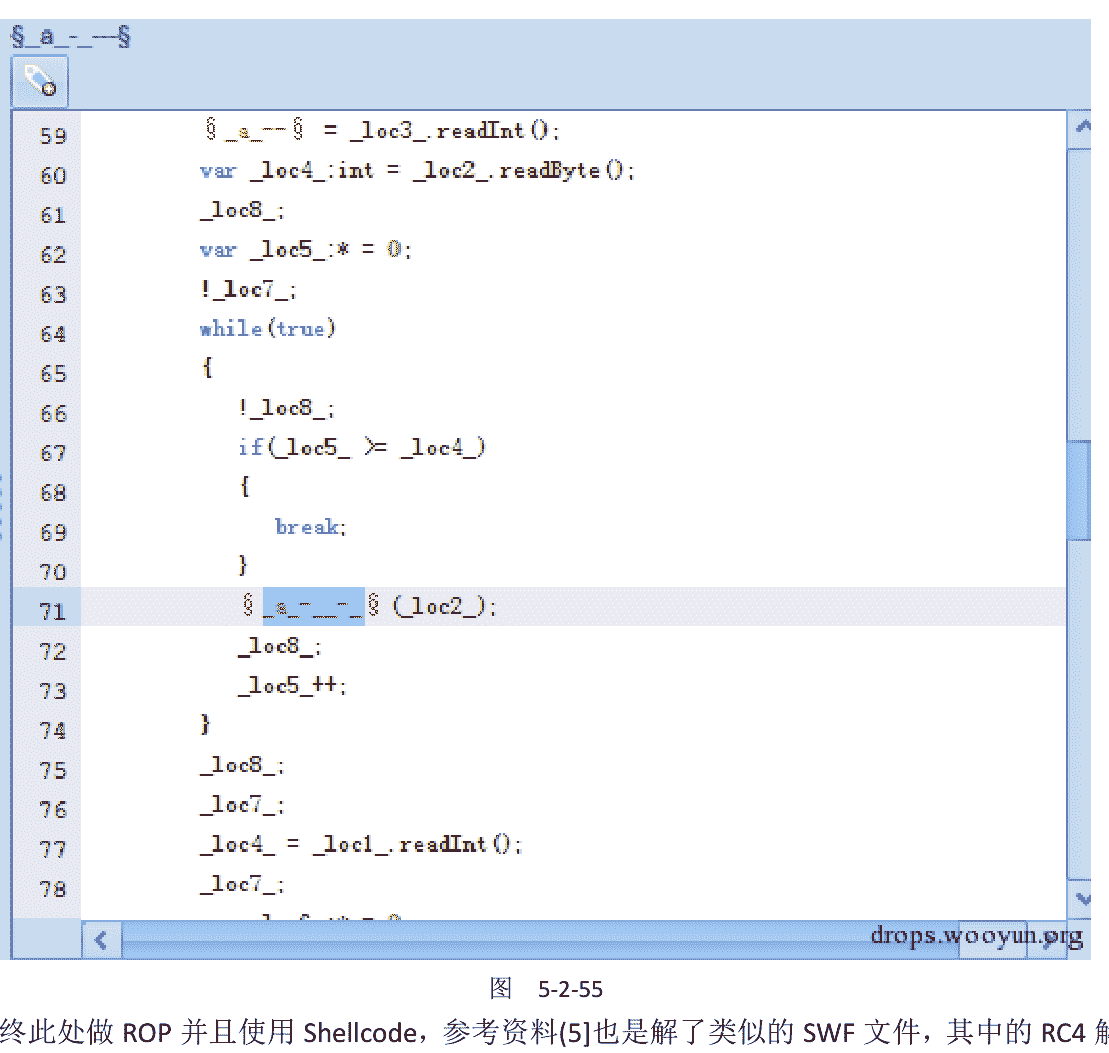 §_a_-_—§
59 §_a_--§ = _loc3_.readInt();
60 var _loc4_:int = _loc2_.readByte();
61 _loc8_;
62 var _loc5_:* = 0;
63 !_loc7_;
64 while(true)
65 {
66 !_loc8_;
67 if(_loc5_ >= _loc4_)
68 {
69 break;
70 }
71 §_a_-__-_§(_loc2_);
72 _loc8_;
73 _loc5_++;
74 }
75 _loc8_;
76 _loc7_;
77 _loc4_ = _loc1_.readInt();
78 _loc7_;
drops.wooyun.org
图 5-2-55
终此处做 ROP 并且使用 Shellcode，参考资料(5]也是解了类似的 SWF 文件，其中的 RC4 解